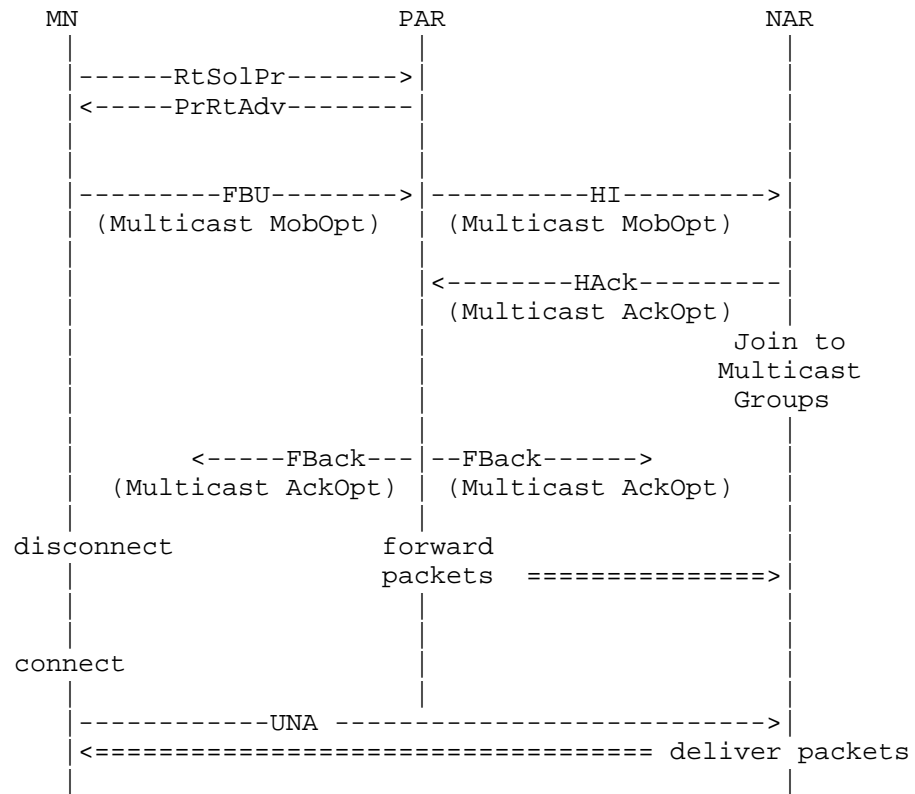 MN PAR NAR
------RtSolPr------->
<-----PrRtAdv--------
---------FBU--------> ----------HI--------->
(Multicast MobOpt) (Multicast MobOpt)
<--------HAck---------
(Multicast AckOpt)
Join to
Multicast
Groups
<-----FBack--- --FBack------>
(Multicast AckOpt) (Multicast AckOpt)
disconnect forward
packets ===============>
connect
------------UNA --------------------------->
<=================================== deliver packets